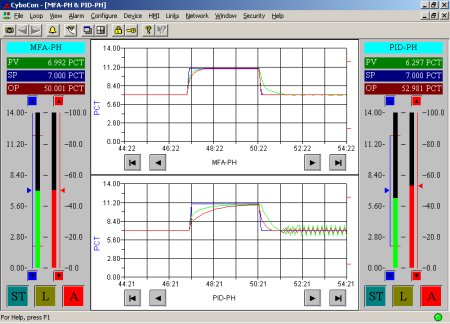 CyboCon - [MFA-PH & PID-PH]
File Loop View Alarm Configure Device HMI Links Network Window Security Help
MFA-PH
PV 6.992 PCT
SP 7.000 PCT
OP 50.001 PCT
14.00 100.0
11.20 80.0
8.40 60.0
5.60 40.0
2.80 20.0
0.00 0.0
ST L A
14.00
11.20
8.40
5.60
2.80
0.00
PCT
44:22 46:22 48:22 50:22 52:22 54:22
MFA-PH
14.00
11.20
8.40
5.60
2.80
0.00
PCT
44:21 46:21 48:21 50:21 52:21 54:21
PID-PH
PID-PH
PV 6.297 PCT
SP 7.000 PCT
OP 52.981 PCT
14.00 100.0
11.20 80.0
8.40 60.0
5.60 40.0
2.80 20.0
0.00 0.0
ST L A
For Help, press F1